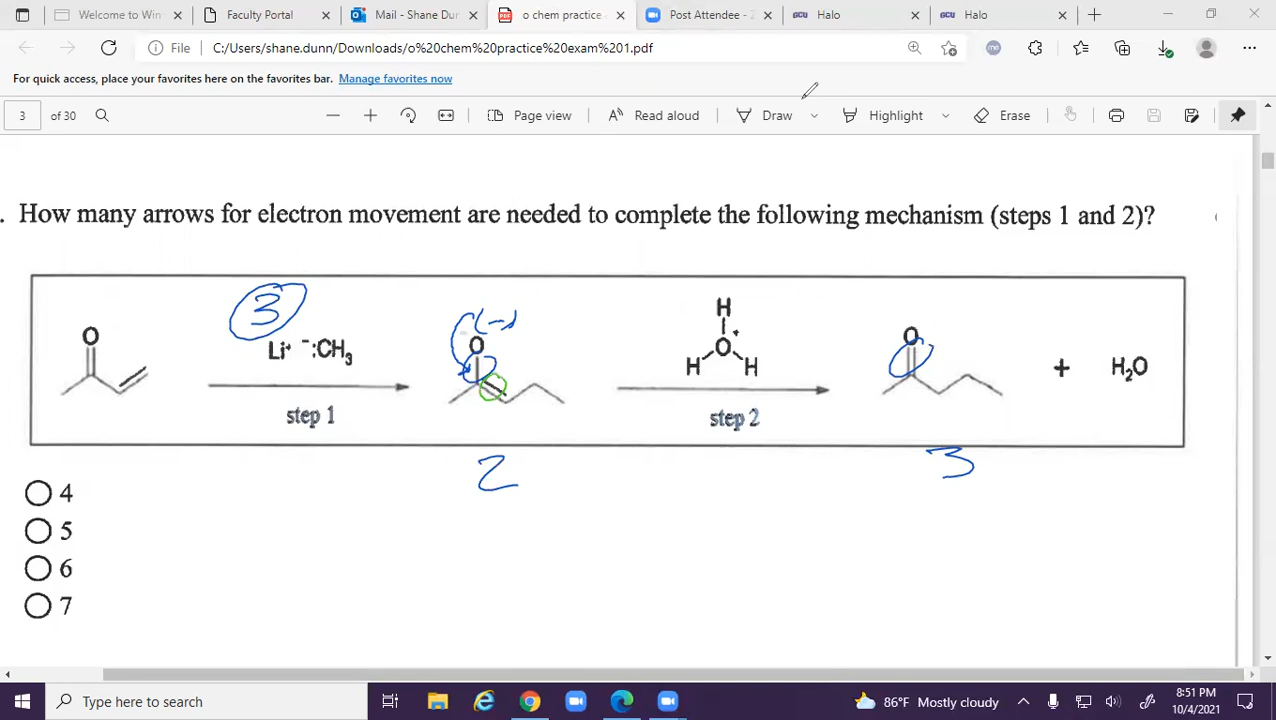 Welcome to Win
Faculty Portal
Mail - Shane Dun
o chem practice
Post Attendee - Z
Halo
Halo
File
C:/Users/shane.dunn/Downloads/o%20chem%20practice%20exam%201.pdf
For quick access, place your favorites here on the favorites bar. Manage favorites now
3 of 30
Page view
Read aloud
Draw
Highlight
Erase
. How many arrows for electron movement are needed to complete the following mechanism (steps 1 and 2)?
3
O
Li+ -:CH3
step 1
(-)
O
H
O +
H H
step 2
O
+ H2O
2
3
4
5
6
7
Type here to search
86°F Mostly cloudy
8:51 PM
10/4/2021